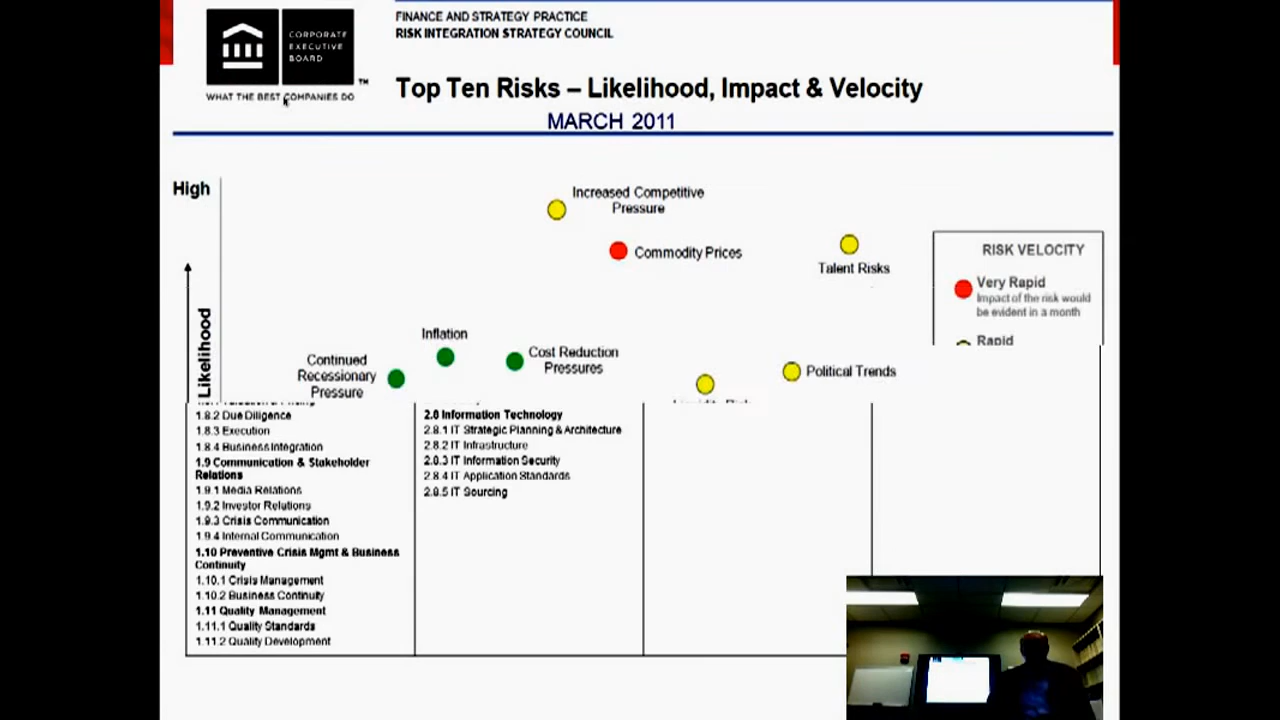 CORPORATE
EXECUTIVE
BOARD
TM
WHAT THE BEST COMPANIES DO
FINANCE AND STRATEGY PRACTICE
RISK INTEGRATION STRATEGY COUNCIL
Top Ten Risks – Likelihood, Impact & Velocity
MARCH 2011
High
Likelihood
Increased Competitive
Pressure
Commodity Prices
Talent Risks
Inflation
Continued
Recessionary
Pressure
Cost Reduction
Pressures
Political Trends
RISK VELOCITY
Very Rapid
Impact of the risk would
be evident in a month
Rapid
1.8.2 Due Diligence
1.8.3 Execution
1.8.4 Business Integration
1.9 Communication & Stakeholder
Relations
1.9.1 Media Relations
1.9.2 Investor Relations
1.9.3 Crisis Communication
1.9.4 Internal Communication
1.10 Preventive Crisis Mgmt & Business
Continuity
1.10.1 Crisis Management
1.10.2 Business Continuity
1.11 Quality Management
1.11.1 Quality Standards
1.11.2 Quality Development
2.8 Information Technology
2.8.1 IT Strategic Planning & Architecture
2.8.2 IT Infrastructure
2.8.3 IT Information Security
2.8.4 IT Application Standards
2.8.5 IT Sourcing